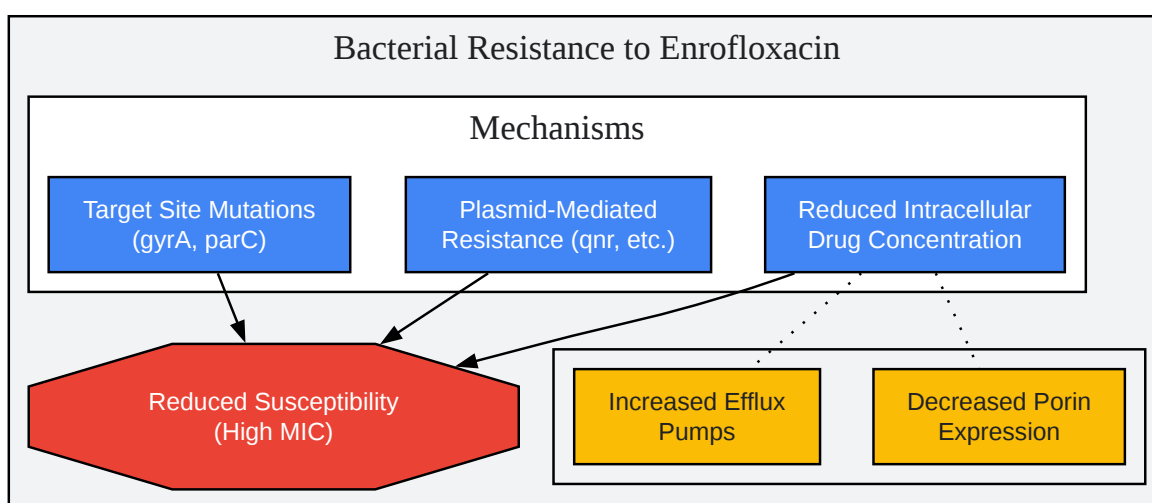 Bacterial Resistance to Enrofloxacin
Mechanisms
Target Site Mutations
(gyrA, parC)
Plasmid-Mediated
Resistance (qnr, etc.)
Reduced Intracellular
Drug Concentration
Reduced Susceptibility
(High MIC)
Increased Efflux
Pumps
Decreased Porin
Expression